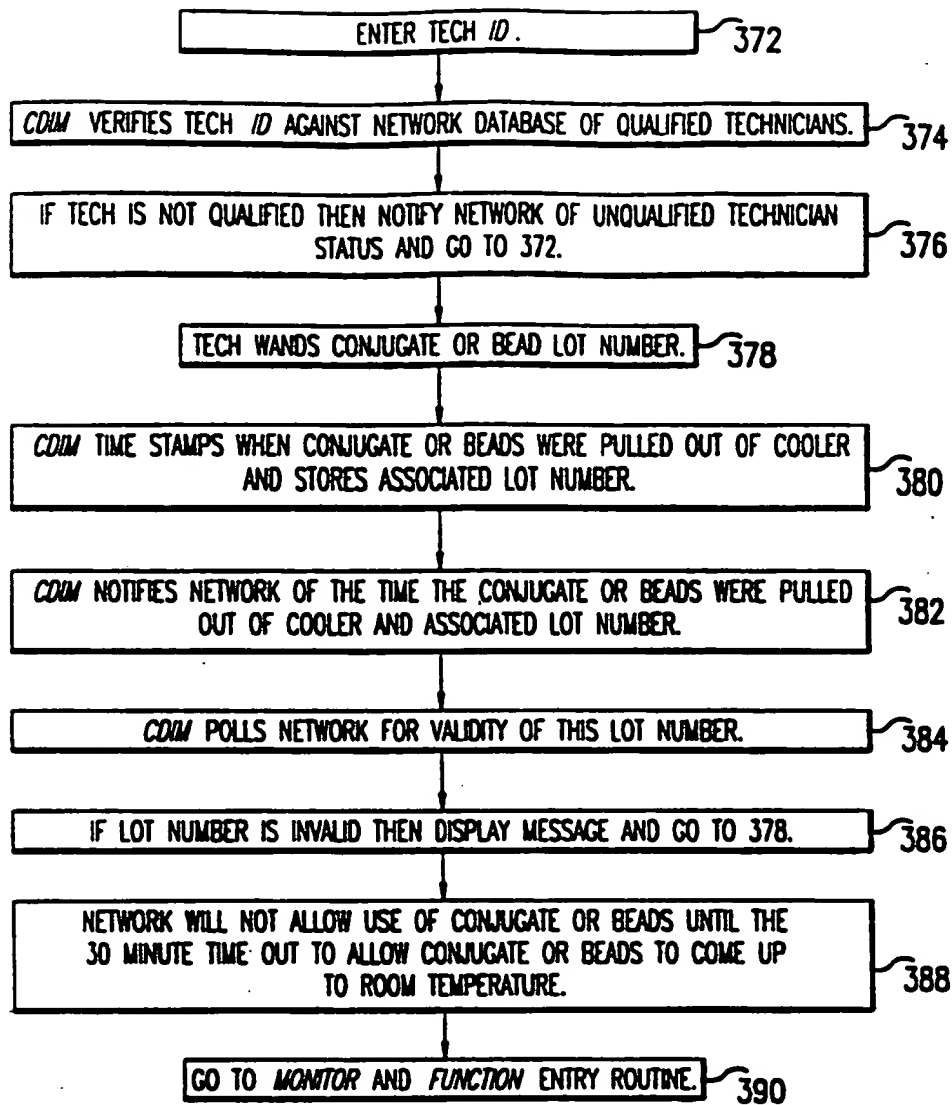 ENTER TECH ID.
372
CDIM VERIFIES TECH ID AGAINST NETWORK DATABASE OF QUALIFIED TECHNICIANS.
374
IF TECH IS NOT QUALIFIED THEN NOTIFY NETWORK OF UNQUALIFIED TECHNICIAN
STATUS AND GO TO 372.
376
TECH WANDS CONJUGATE OR BEAD LOT NUMBER.
378
CDIM TIME STAMPS WHEN CONJUGATE OR BEADS WERE PULLED OUT OF COOLER
AND STORES ASSOCIATED LOT NUMBER.
380
CDIM NOTIFIES NETWORK OF THE TIME THE CONJUGATE OR BEADS WERE PULLED
OUT OF COOLER AND ASSOCIATED LOT NUMBER.
382
CDIM POLLS NETWORK FOR VALIDITY OF THIS LOT NUMBER.
384
IF LOT NUMBER IS INVALID THEN DISPLAY MESSAGE AND GO TO 378.
386
NETWORK WILL NOT ALLOW USE OF CONJUGATE OR BEADS UNTIL THE
30 MINUTE TIME OUT TO ALLOW CONJUGATE OR BEADS TO COME UP
TO ROOM TEMPERATURE.
388
GO TO MONITOR AND FUNCTION ENTRY ROUTINE.
390